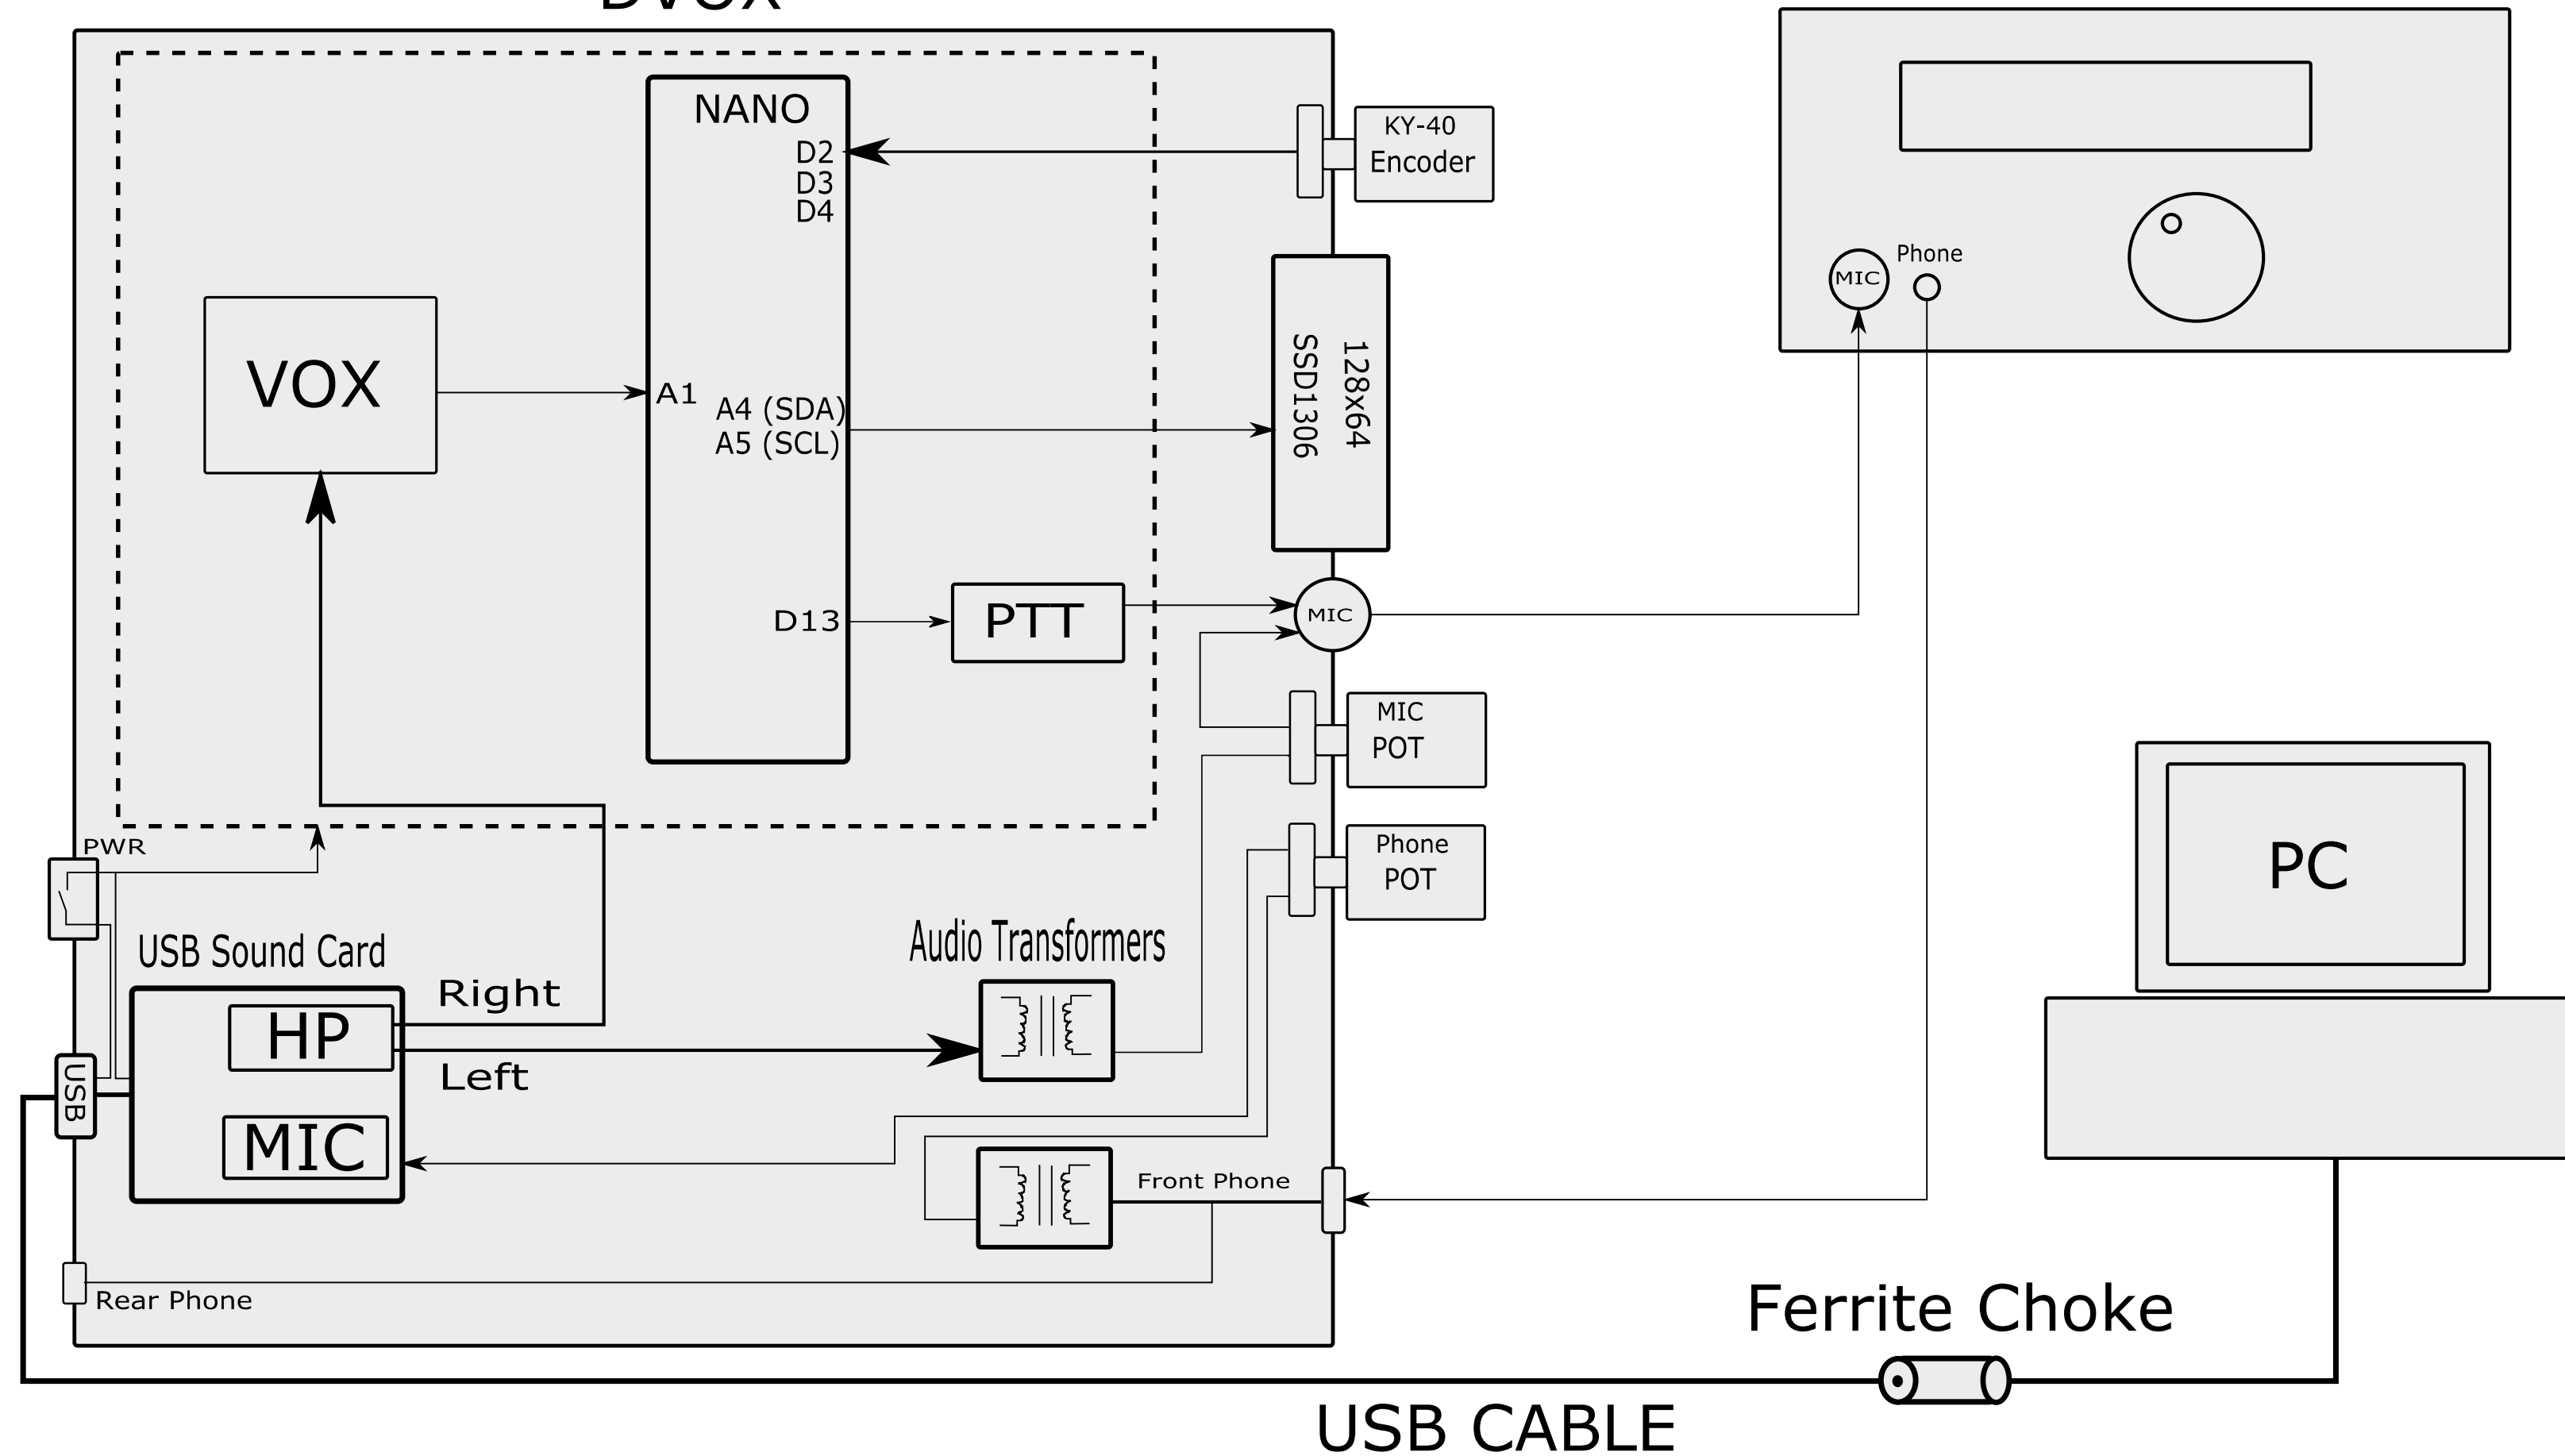 DVOX
NANO
D2
D3
D4
KY-40
Encoder
Phone
MIC
VOX
A1
A4 (SDA)
A5 (SCL)
128x64
SSD1306
D13
PTT
MIC
MIC
POT
PWR
Phone
POT
PC
USB Sound Card
Audio Transformers
Right
HP
Left
USB
MIC
Front Phone
Rear Phone
Ferrite Choke
USB CABLE